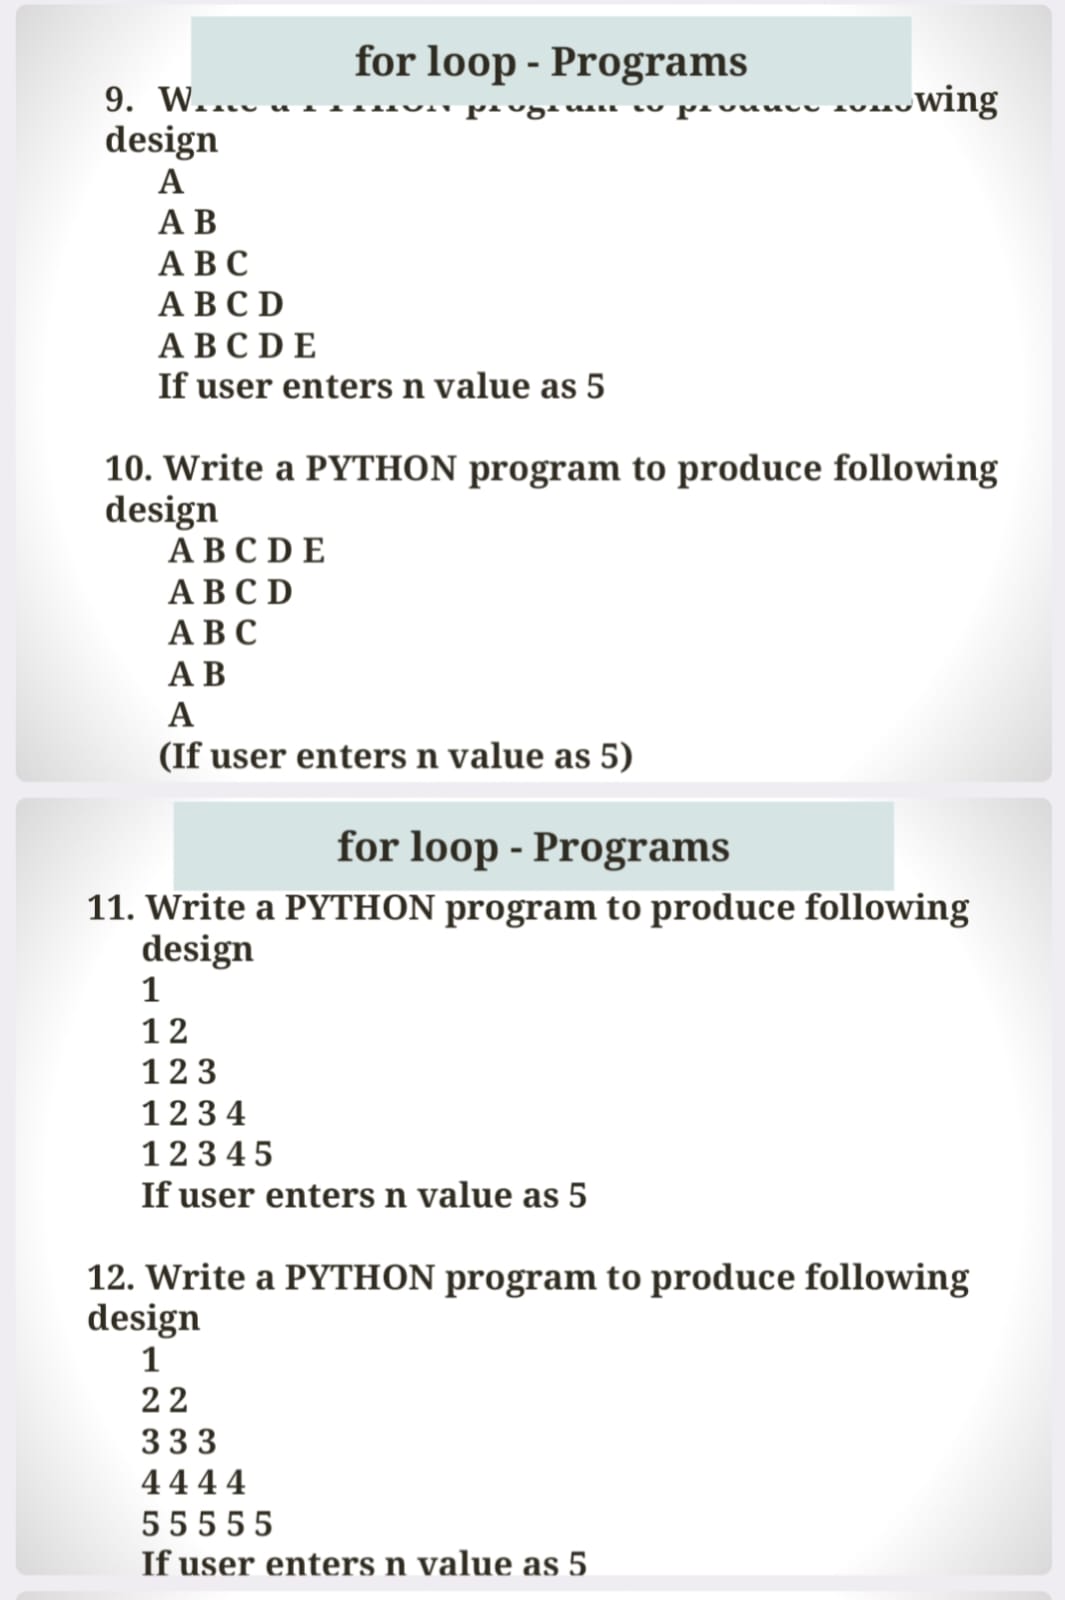 for loop - Programs
9. wing
design
A
A B
A B C
A B C D
A B C D E
If user enters n value as 5
10. Write a PYTHON program to produce following
design
A B C D E
A B C D
A B C
A B
A
(If user enters n value as 5)
for loop - Programs
11. Write a PYTHON program to produce following
design
1
1 2
1 2 3
1 2 3 4
1 2 3 4 5
If user enters n value as 5
12. Write a PYTHON program to produce following
design
1
2 2
3 3 3
4 4 4 4
5 5 5 5 5
If user enters n value as 5